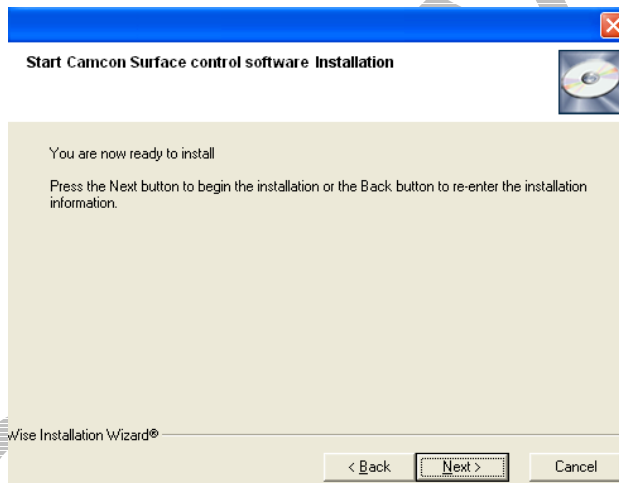 Start Camcon Surface control software Installation
You are now ready to install
Press the Next button to begin the installation or the Back button to re-enter the installation
information.
Wise Installation Wizard®
< Back
Next >
Cancel